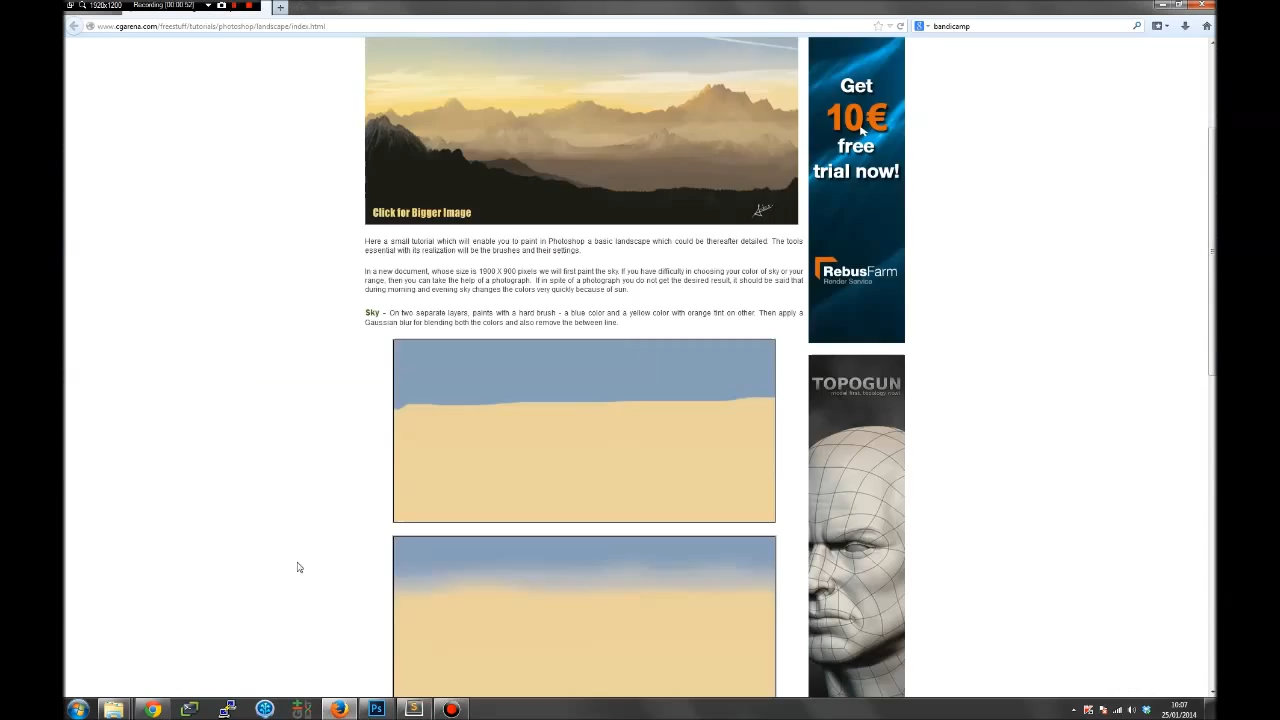 1920x1200 Recording [00:00:52]
www.cgarena.com/freestuff/tutorials/photoshop/landscape/index.html
bandicamp
Click for Bigger Image
Get
10€
free
trial now!
RebusFarm
Render Service
Here a small tutorial which will enable you to paint in Photoshop a basic landscape which could be thereafter detailed. The tools
essential with its realization will be the brushes and their settings.
In a new document, whose size is 1900 X 900 pixels we will first paint the sky. If you have difficulty in choosing your color of sky or your
range, then you can take the help of a photograph. If in spite of a photograph you do not get the desired result, it should be said that
during morning and evening sky changes the colors very quickly because of sun.
Sky - On two separate layers, paints with a hard brush - a blue color and a yellow color with orange tint on other. Then apply a
Gaussian blur for blending both the colors and also remove the between line.
TOPOGUN
model first, topology next!
Ps
S
10:07
25/01/2014